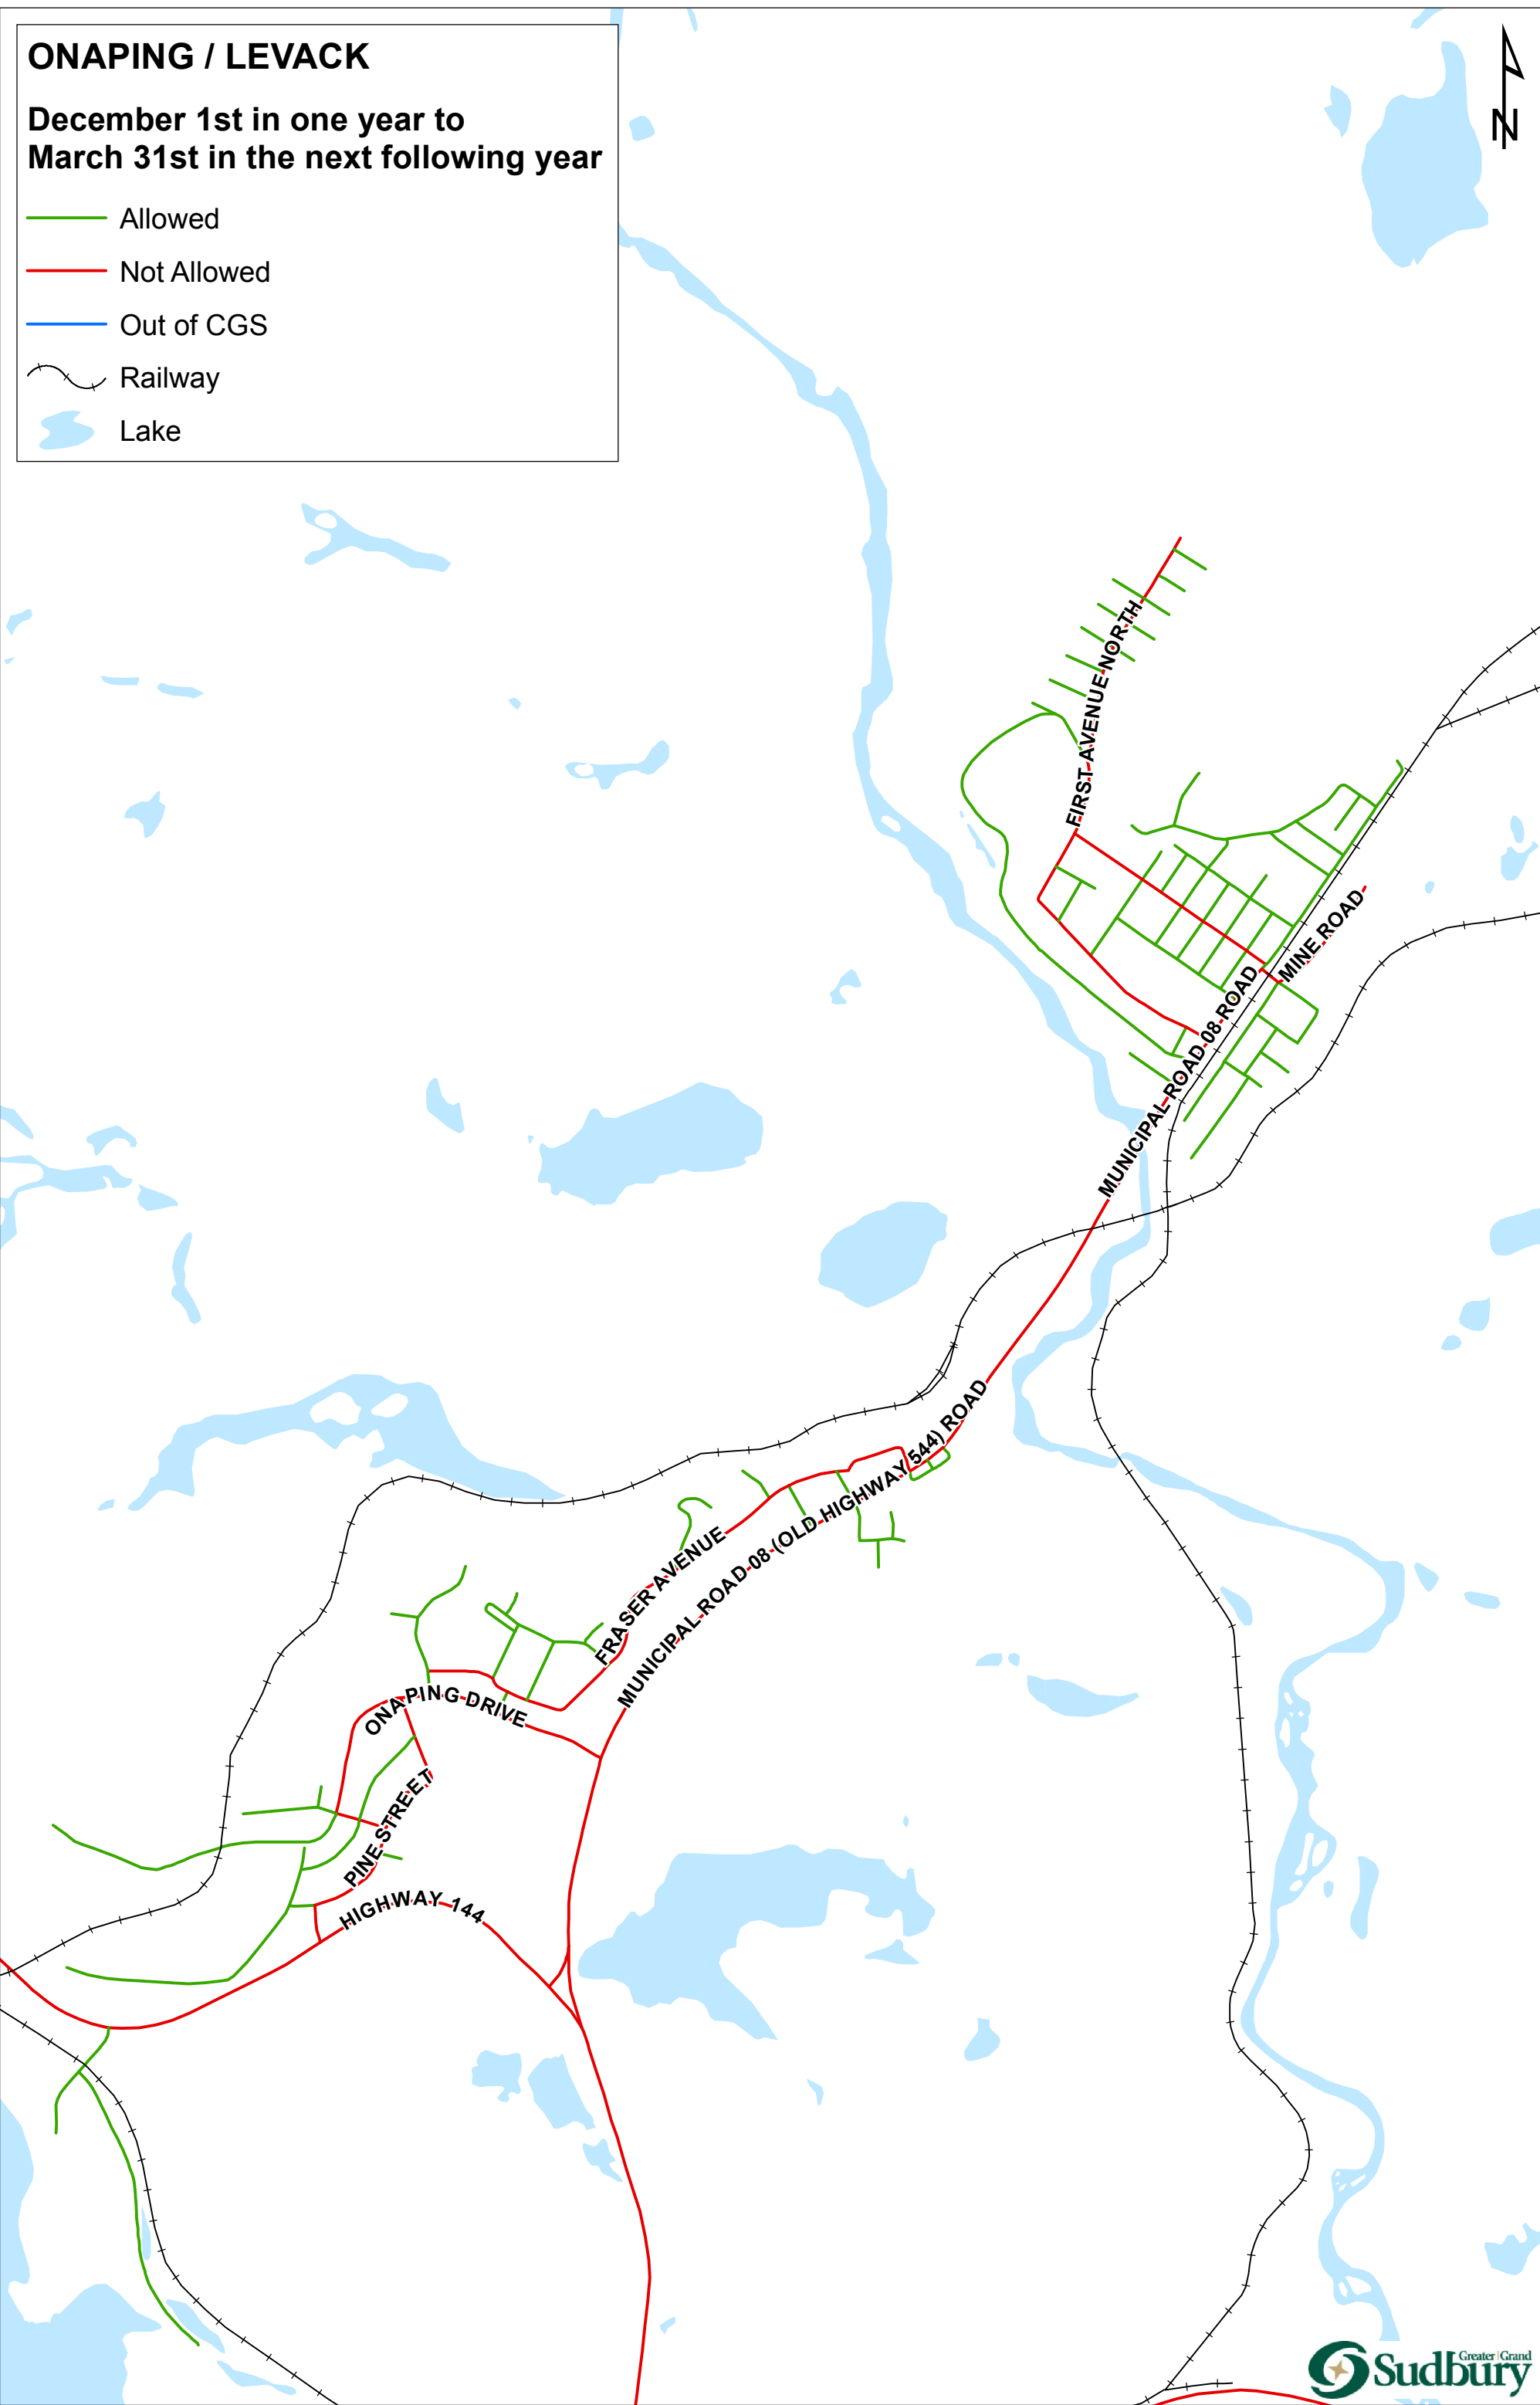 ONAPING / LEVACK
December 1st in one year to
March 31st in the next following year
Allowed
Not Allowed
Out of CGS
Railway
Lake
N
FIRST AVENUE NORTH
MINE ROAD
MUNICIPAL ROAD 08 ROAD
MUNICIPAL ROAD 08 (OLD HIGHWAY 544) ROAD
FRASER AVENUE
ONAPING DRIVE
PINE STREET
HIGHWAY 144
Greater | Grand
Sudbury